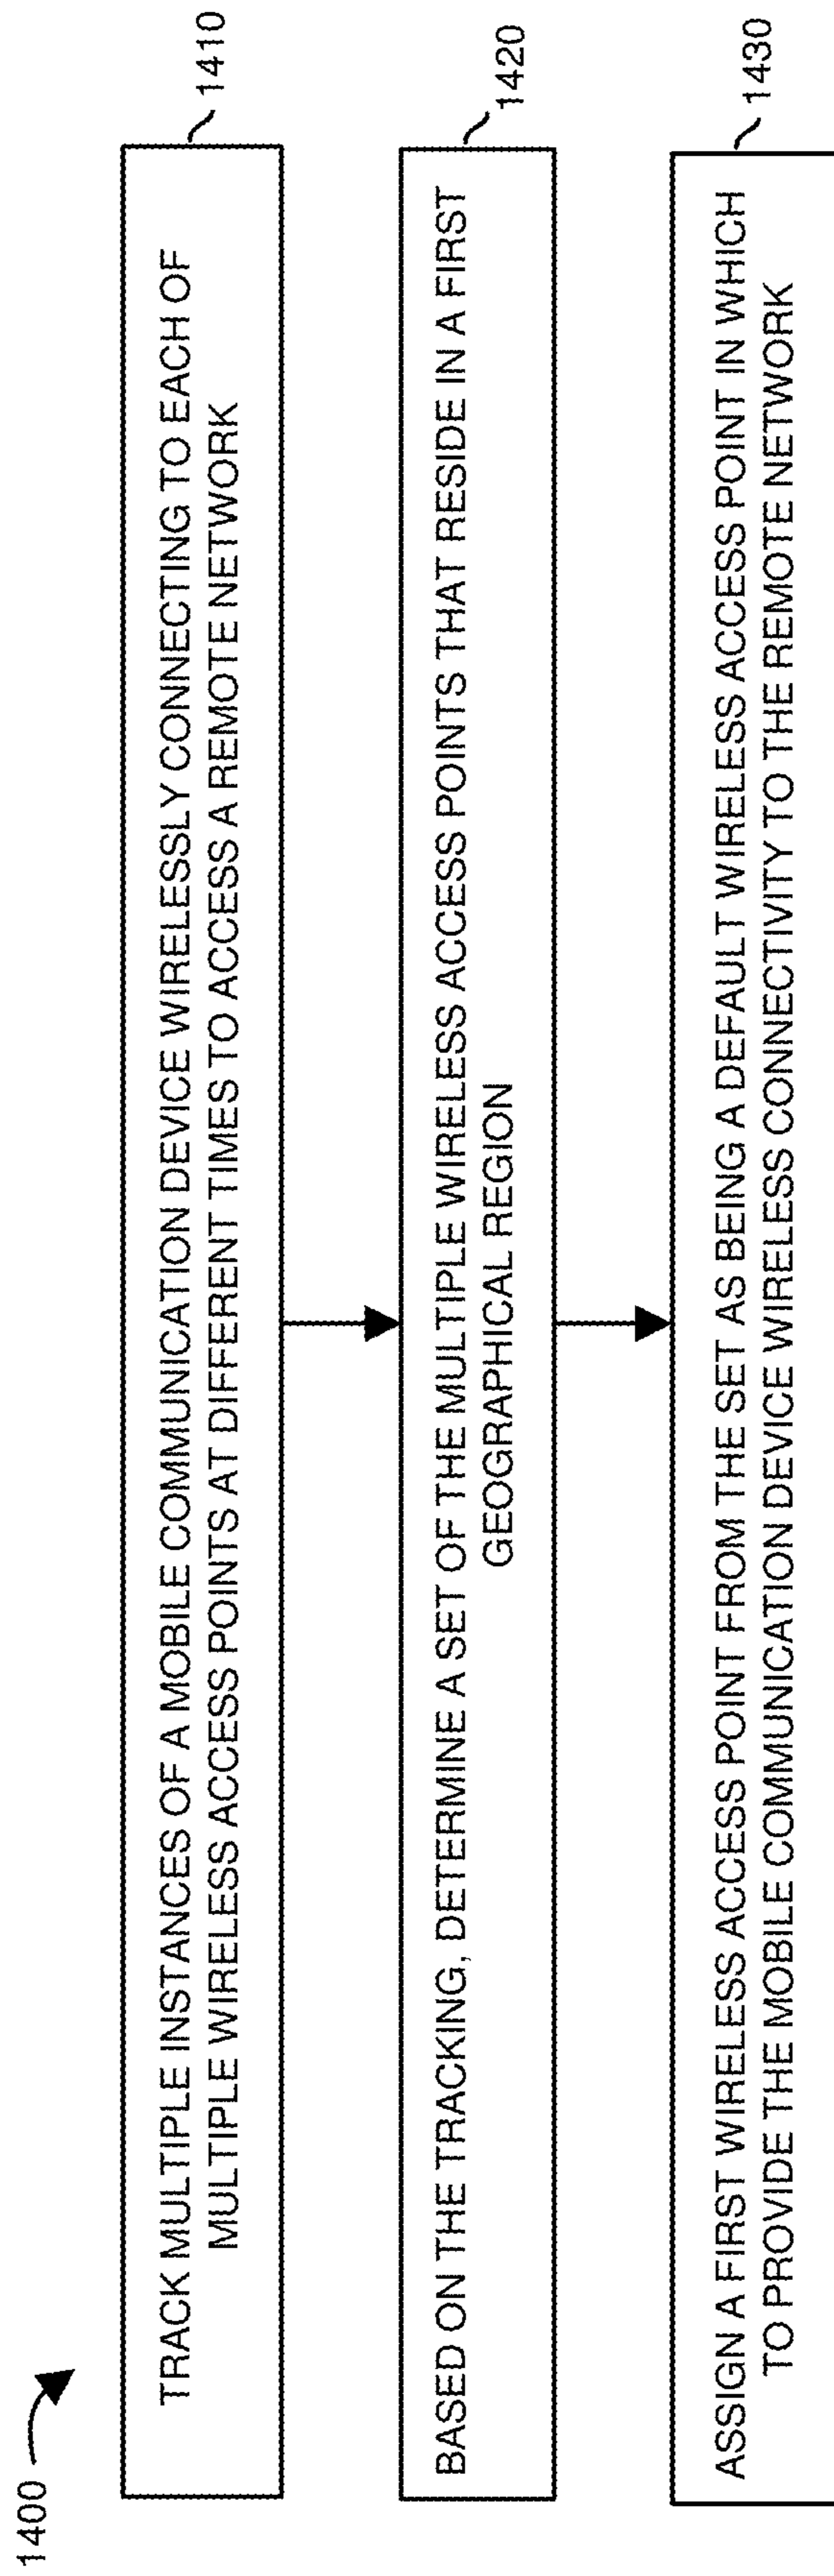 1400
TRACK MULTIPLE INSTANCES OF A MOBILE COMMUNICATION DEVICE WIRELESSLY CONNECTING TO EACH OF
MULTIPLE WIRELESS ACCESS POINTS AT DIFFERENT TIMES TO ACCESS A REMOTE NETWORK
1410
BASED ON THE TRACKING, DETERMINE A SET OF THE MULTIPLE WIRELESS ACCESS POINTS THAT RESIDE IN A FIRST
GEOGRAPHICAL REGION
1420
ASSIGN A FIRST WIRELESS ACCESS POINT FROM THE SET AS BEING A DEFAULT WIRELESS ACCESS POINT IN WHICH
TO PROVIDE THE MOBILE COMMUNICATION DEVICE WIRELESS CONNECTIVITY TO THE REMOTE NETWORK
1430